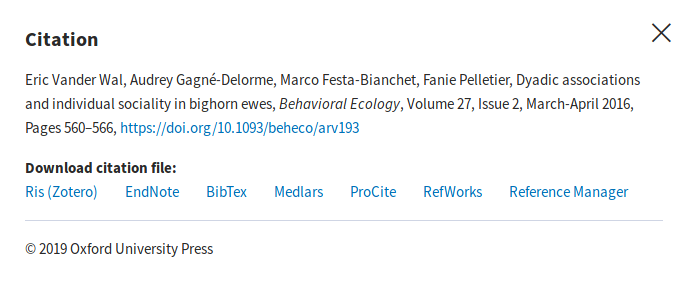 Citation
Eric Vander Wal, Audrey Gagné-Delorme, Marco Festa-Bianchet, Fanie Pelletier, Dyadic associations
and individual sociality in bighorn ewes, Behavioral Ecology, Volume 27, Issue 2, March-April 2016,
Pages 560–566, https://doi.org/10.1093/beheco/arv193
Download citation file:
Ris (Zotero) EndNote BibTex Medlars ProCite RefWorks Reference Manager
© 2019 Oxford University Press